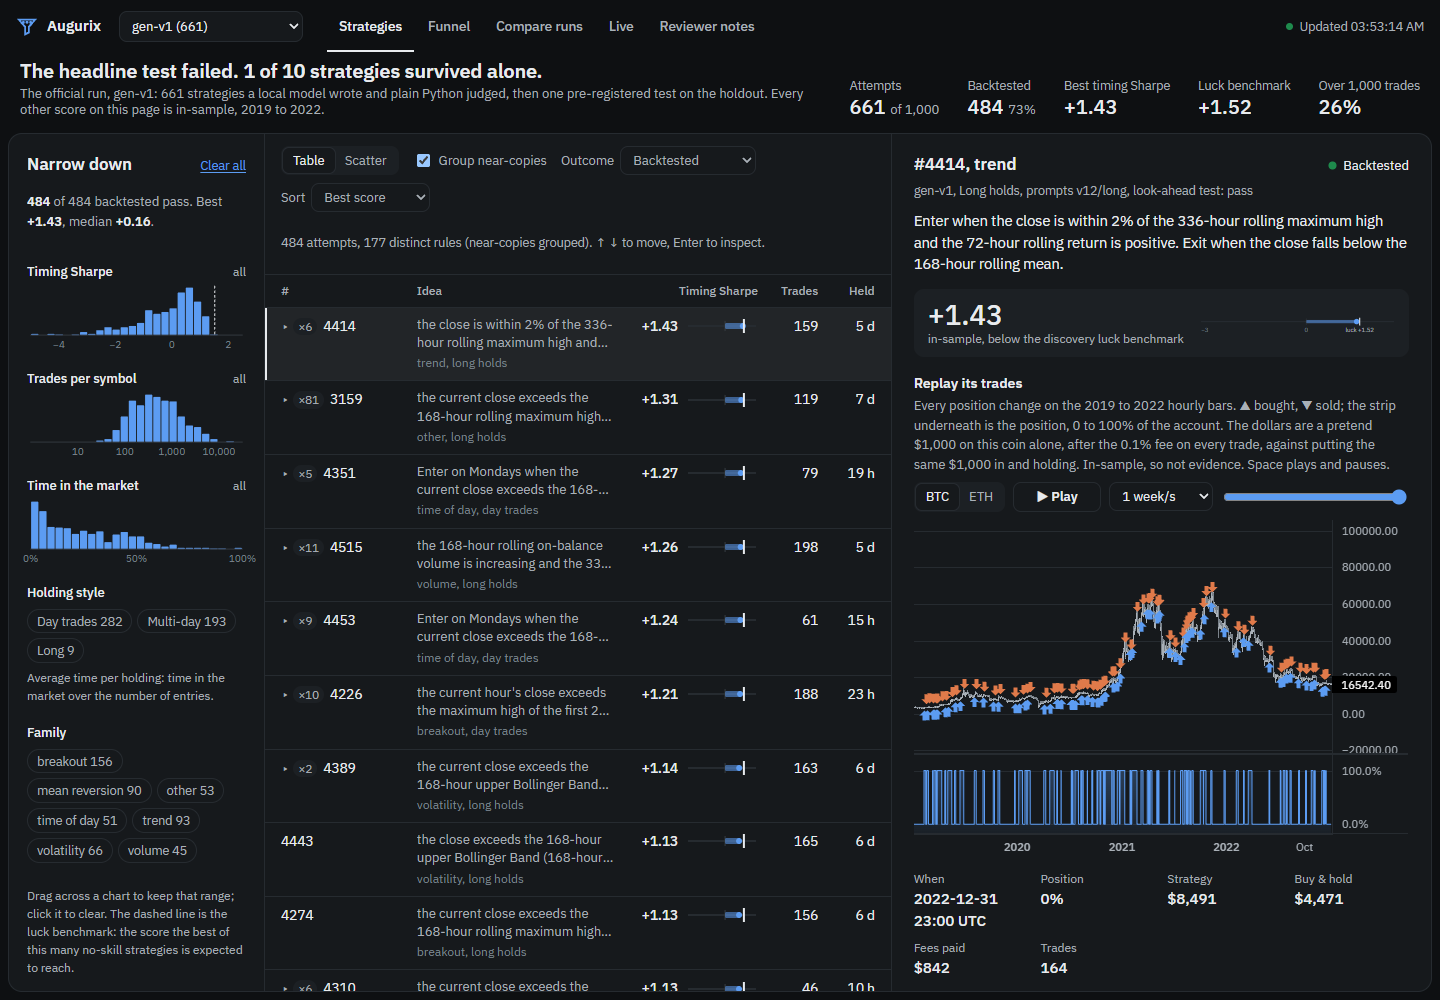 Augurix
gen-v1 (661)
Strategies
Funnel
Compare runs
Live
Reviewer notes
Updated 03:53:14 AM
The headline test failed. 1 of 10 strategies survived alone.
The official run, gen-v1: 661 strategies a local model wrote and plain Python judged, then one pre-registered test on the holdout. Every
other score on this page is in-sample, 2019 to 2022.
Attempts
661 of 1,000
Backtested
484 73%
Best timing Sharpe
+1.43
Luck benchmark
+1.52
Over 1,000 trades
26%
Narrow down
Clear all
484 of 484 backtested pass. Best
+1.43, median +0.16.
Timing Sharpe
all
−4 −2 0 2
Trades per symbol
all
10 100 1,000 10,000
Time in the market
all
0% 50% 100%
Holding style
Day trades 282
Multi-day 193
Long 9
Average time per holding: time in the
market over the number of entries.
Family
breakout 156
mean reversion 90
other 53
time of day 51
trend 93
volatility 66
volume 45
Drag across a chart to keep that range;
click it to clear. The dashed line is the
luck benchmark: the score the best of
this many no-skill strategies is expected
to reach.
Table
Scatter
Group near-copies
Outcome
Backtested
Sort
Best score
484 attempts, 177 distinct rules (near-copies grouped). ↑ ↓ to move, Enter to inspect.
# Idea Timing Sharpe Trades Held
▸ ×6 4414 the close is within 2% of the 336- +1.43 159 5 d
hour rolling maximum high and...
trend, long holds
▸ ×81 3159 the current close exceeds the +1.31 119 7 d
168-hour rolling maximum high...
other, long holds
▸ ×5 4351 Enter on Mondays when the +1.27 79 19 h
current close exceeds the 168-...
time of day, day trades
▸ ×11 4515 the 168-hour rolling on-balance +1.26 198 5 d
volume is increasing and the 33...
volume, long holds
▸ ×9 4453 Enter on Mondays when the +1.24 61 15 h
current close exceeds the 168-...
time of day, day trades
▸ ×10 4226 the current hour's close exceeds +1.21 188 23 h
the maximum high of the first 2...
breakout, day trades
▸ ×2 4389 the current close exceeds the +1.14 163 6 d
168-hour upper Bollinger Band...
volatility, long holds
4443 the close exceeds the 168-hour +1.13 165 6 d
upper Bollinger Band (168-hour...
volatility, long holds
4274 the current close exceeds the +1.13 156 6 d
168-hour rolling maximum high...
breakout, long holds
▸ ×6 4310 the current close exceeds the +1.13 46 10 h
#4414, trend
Backtested
gen-v1, Long holds, prompts v12/long, look-ahead test: pass
Enter when the close is within 2% of the 336-hour rolling maximum high
and the 72-hour rolling return is positive. Exit when the close falls below the
168-hour rolling mean.
+1.43
in-sample, below the discovery luck benchmark
−3 0 luck +1.52
Replay its trades
Every position change on the 2019 to 2022 hourly bars. ▲ bought, ▼ sold; the strip
underneath is the position, 0 to 100% of the account. The dollars are a pretend
$1,000 on this coin alone, after the 0.1% fee on every trade, against putting the
same $1,000 in and holding. In-sample, so not evidence. Space plays and pauses.
BTC
ETH
▶ Play
1 week/s
100000.00
80000.00
60000.00
40000.00
20000.00
16542.40
0.00
−20000.00
100.0%
0.0%
2020 2021 2022 Oct
When
2022-12-31
23:00 UTC
Position
0%
Strategy
$8,491
Buy & hold
$4,471
Fees paid
$842
Trades
164